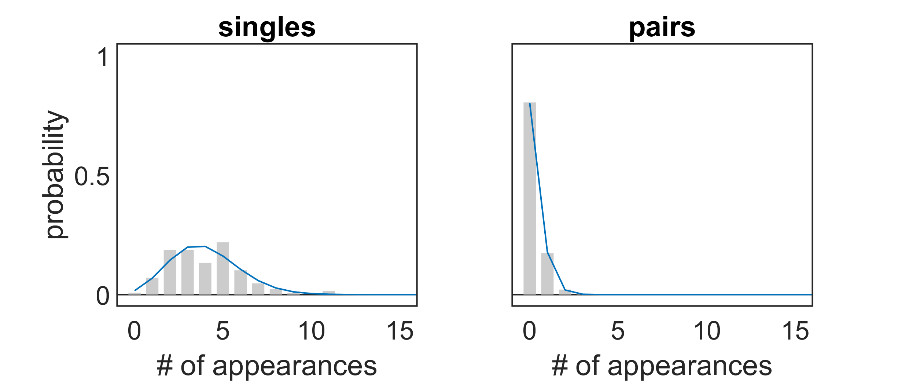 singles
pairs
probability
1
0.5
0
0 5 10 15
0 5 10 15
# of appearances
# of appearances